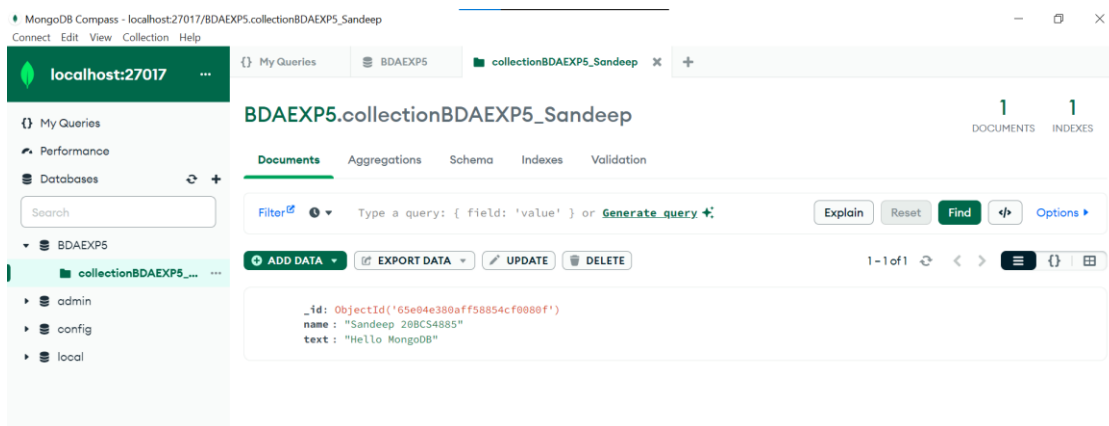 MongoDB Compass - localhost:27017/BDAEXP5.collectionBDAEXP5_Sandeep
Connect Edit View Collection Help
localhost:27017 ...
{} My Queries
Performance
Databases
Search
BDAEXP5
collectionBDAEXP5_... ...
admin
config
local
{} My Queries BDAEXP5 collectionBDAEXP5_Sandeep
BDAEXP5.collectionBDAEXP5_Sandeep
1 DOCUMENTS
1 INDEXES
Documents Aggregations Schema Indexes Validation
Filter Type a query: { field: 'value' } or Generate query Explain Reset Find </> Options
ADD DATA EXPORT DATA UPDATE DELETE 1-1 of 1 {}
_id: ObjectId('65e04e380aff58854cf0080f')
name : "Sandeep 20BCS4885"
text : "Hello MongoDB"